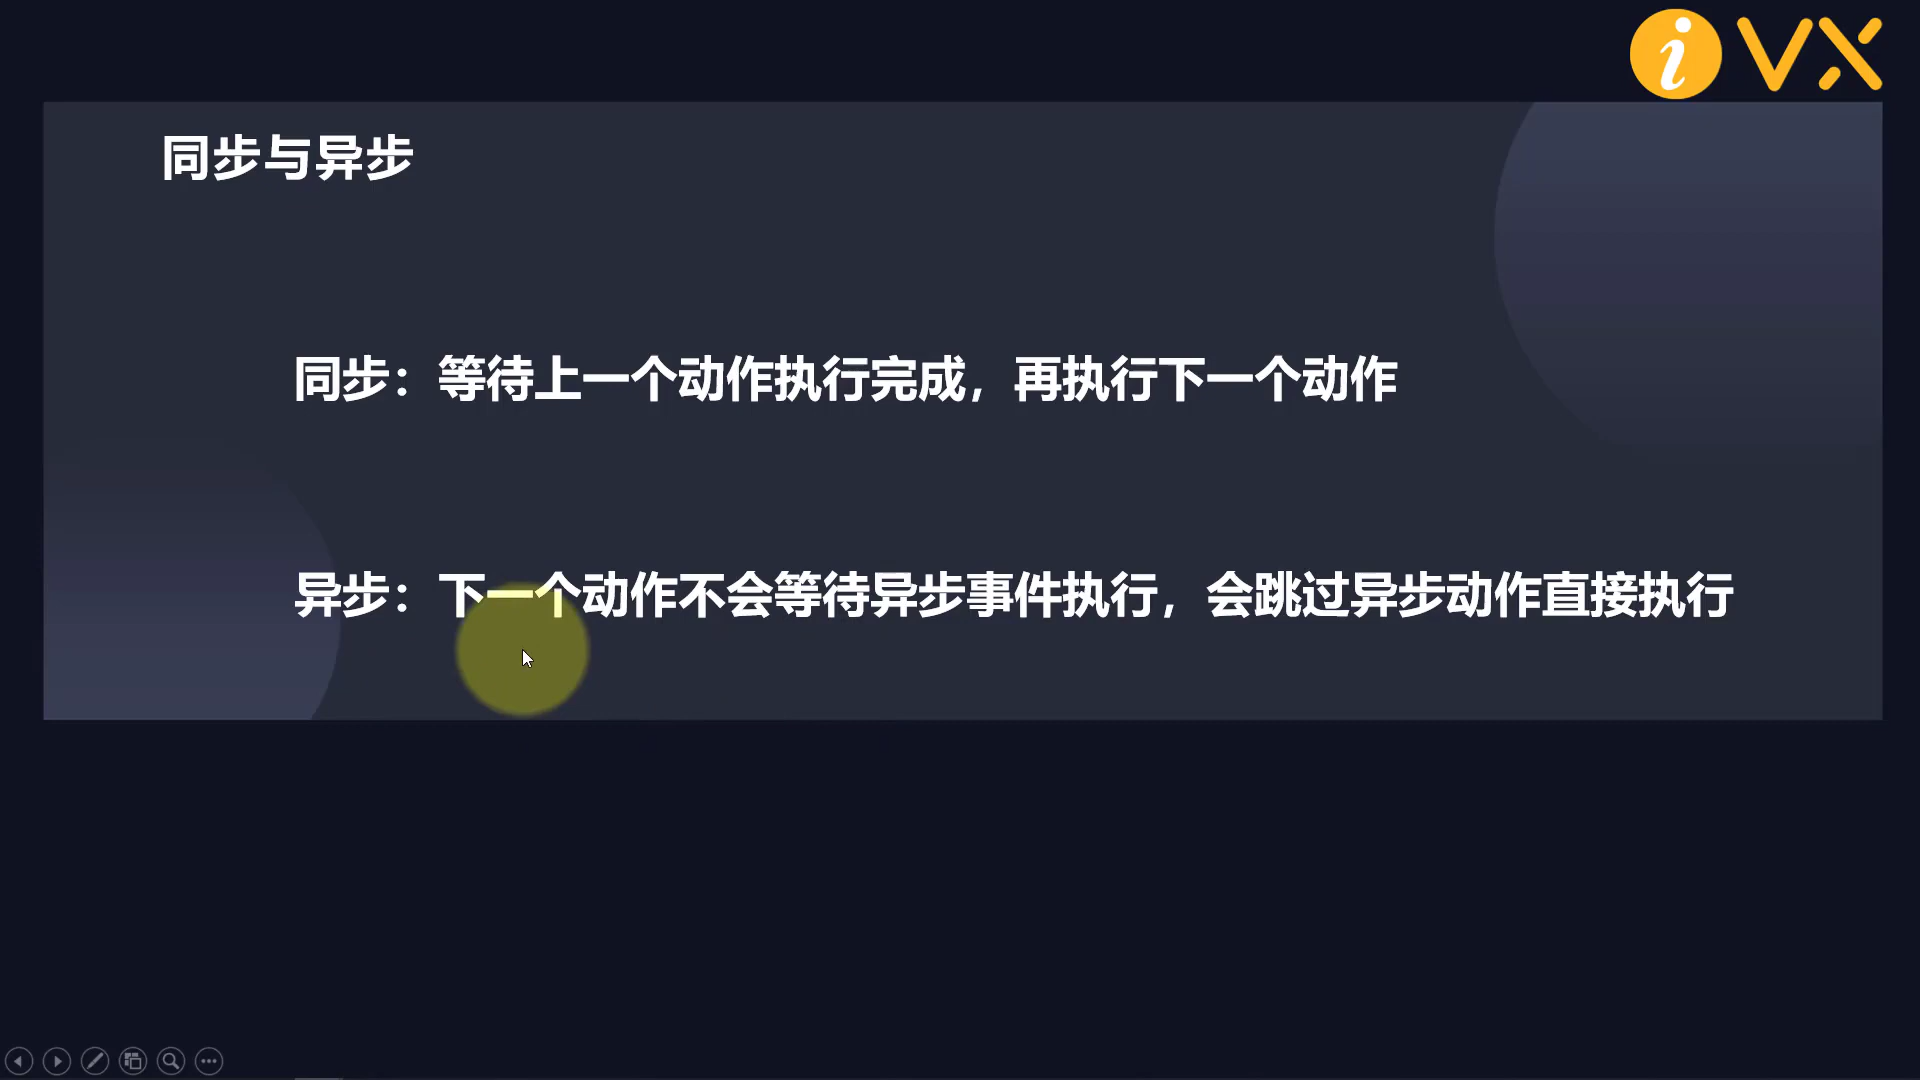 iVX
同步与异步
同步：等待上一个动作执行完成，再执行下一个动作
异步：下一个动作不会等待异步事件执行，会跳过异步动作直接执行